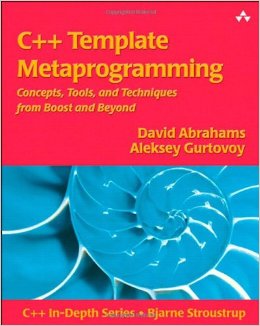 C++ Template
Metaprogramming
Concepts, Tools, and Techniques
from Boost and Beyond
David Abrahams
Aleksey Gurtovoy
C++ In-Depth Series • Bjarne Stroustrup